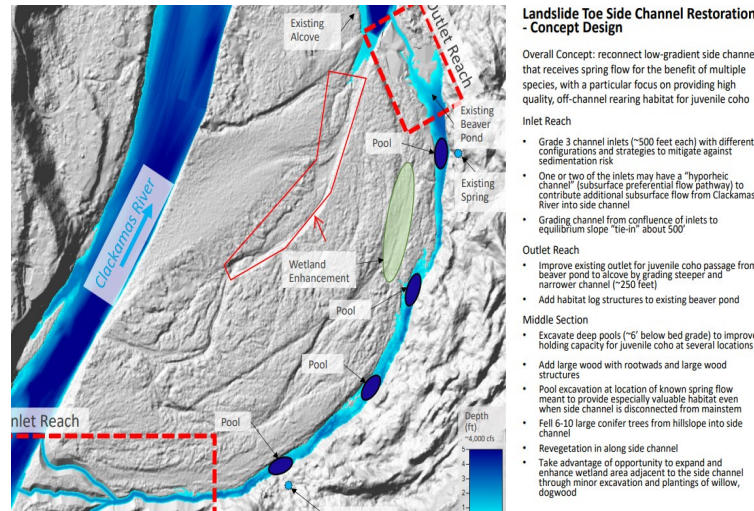 Existing
Alcove
Outlet Reach
Existing
Beaver
Pond
Pool
Existing
Spring
Clackamas River
Wetland
Enhancement
Pool
Pool
Pool
nlet Reach
Depth
(ft)
~4,000 cfs
5
4
3
2
1
Landslide Toe Side Channel Restoration
- Concept Design
Overall Concept: reconnect low-gradient side channe
that receives spring flow for the benefit of multiple
species, with a particular focus on providing high
quality, off-channel rearing habitat for juvenile coho
Inlet Reach
• Grade 3 channel inlets (~500 feet each) with different
configurations and strategies to mitigate against
sedimentation risk
• One or two of the inlets may have a "hyporheic
channel" (subsurface preferential flow pathway) to
contribute additional subsurface flow from Clackamas
River into side channel
• Grading channel from confluence of inlets to
equilibrium slope "tie-in" about 500'
Outlet Reach
• Improve existing outlet for juvenile coho passage from
beaver pond to alcove by grading steeper and
narrower channel (~250 feet)
• Add habitat log structures to existing beaver pond
Middle Section
• Excavate deep pools (~6' below bed grade) to improve
holding capacity for juvenile coho at several locations
• Add large wood with rootwads and large wood
structures
• Pool excavation at location of known spring flow
meant to provide especially valuable habitat even
when side channel is disconnected from mainstem
• Fell 6-10 large conifer trees from hillslope into side
channel
• Revegetation in along side channel
• Take advantage of opportunity to expand and
enhance wetland area adjacent to the side channel
through minor excavation and plantings of willow,
dogwood